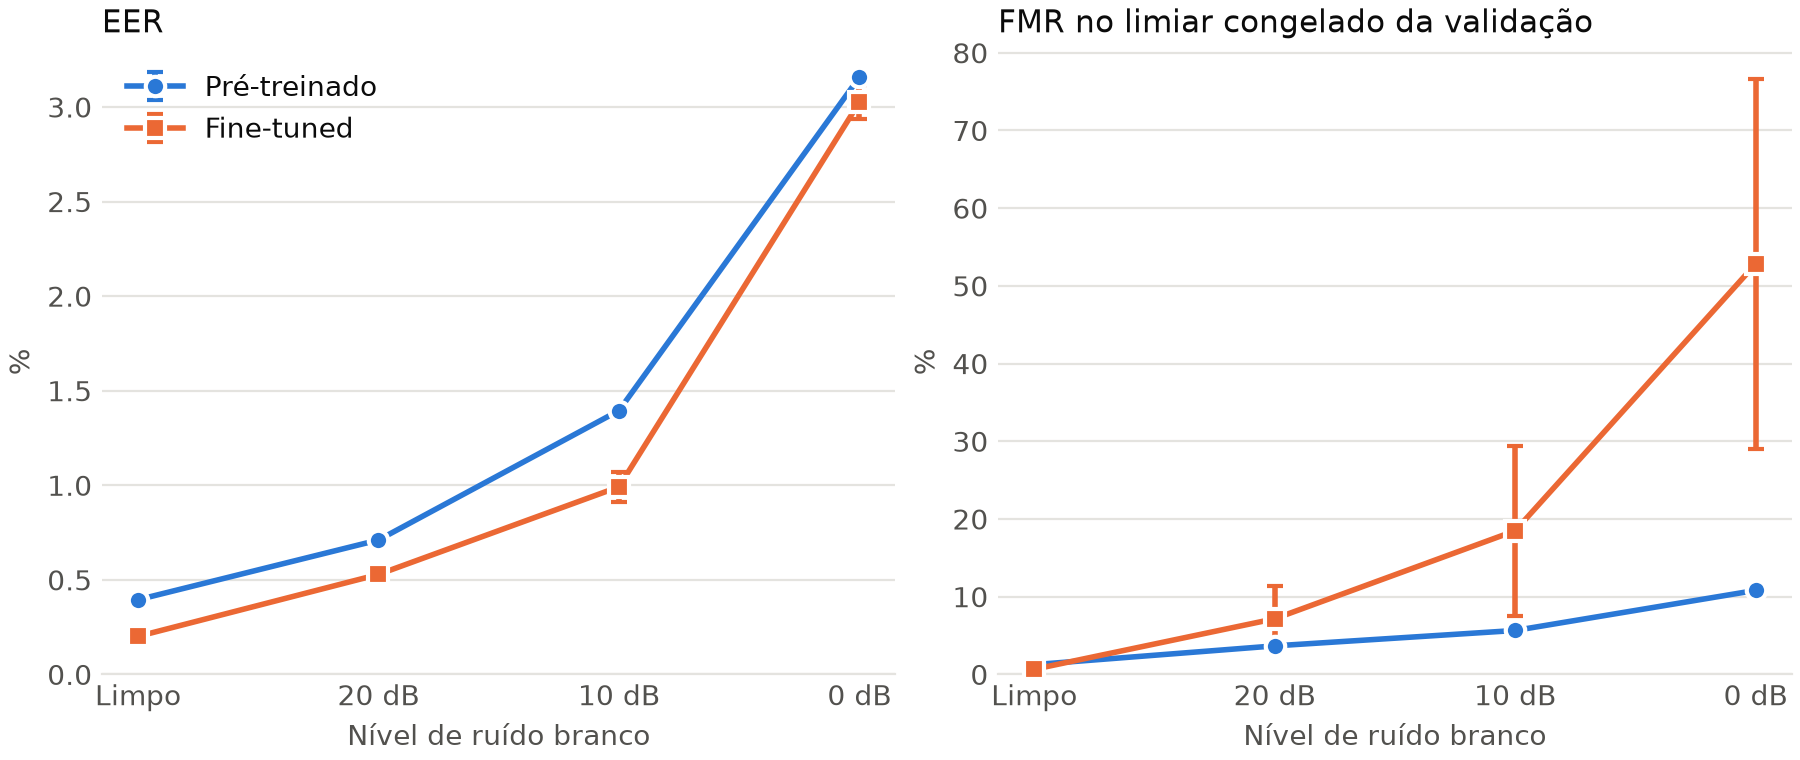 EER
Pré-treinado
Fine-tuned
3.0
2.5
2.0
1.5
1.0
0.5
0.0
%
Limpo
20 dB
10 dB
0 dB
Nível de ruído branco
FMR no limiar congelado da validação
80
70
60
50
40
30
20
10
0
%
Limpo
20 dB
10 dB
0 dB
Nível de ruído branco